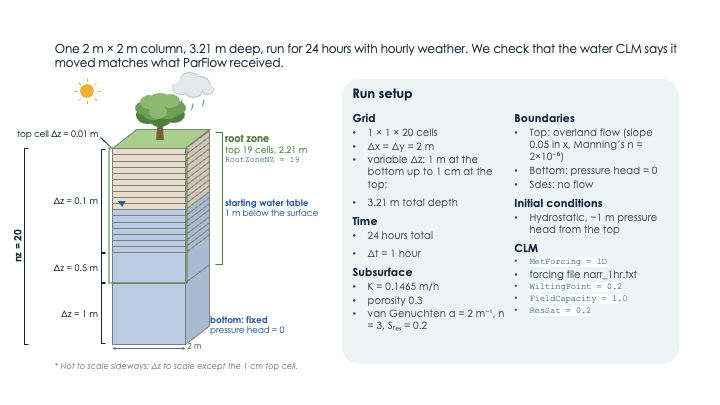 One 2 m × 2 m column, 3.21 m deep, run for 24 hours with hourly weather. We check that the water CLM says it
moved matches what ParFlow received.
top cell Δz = 0.01 m
root zone
top 19 cells, 2.21 m
RootZoneNZ = 19
Δz = 0.1 m
starting water table
1 m below the surface
nz = 20
Δz = 0.5 m
Δz = 1 m
bottom: fixed
pressure head = 0
2 m
* Not to scale sideways; Δz to scale except the 1 cm top cell.
Run setup
Grid
• 1 × 1 × 20 cells
• Δx = Δy = 2 m
• variable Δz: 1 m at the
bottom up to 1 cm at the
top;
• 3.21 m total depth
Time
• 24 hours total
• Δt = 1 hour
Subsurface
• K = 0.1465 m/h
• porosity 0.3
• van Genuchten α = 2 m⁻¹, n
= 3, Sᵣₑₛ = 0.2
Boundaries
• Top: overland flow (slope
0.05 in x, Manning's n =
2×10⁻⁶)
• Bottom: pressure head = 0
• Sdes: no flow
Initial conditions
• Hydrostatic, −1 m pressure
head from the top
CLM
• MetForcing = 1D
• forcing file narr_1hr.txt
• WiltingPoint = 0.2
• FieldCapacity = 1.0
• ResSat = 0.2